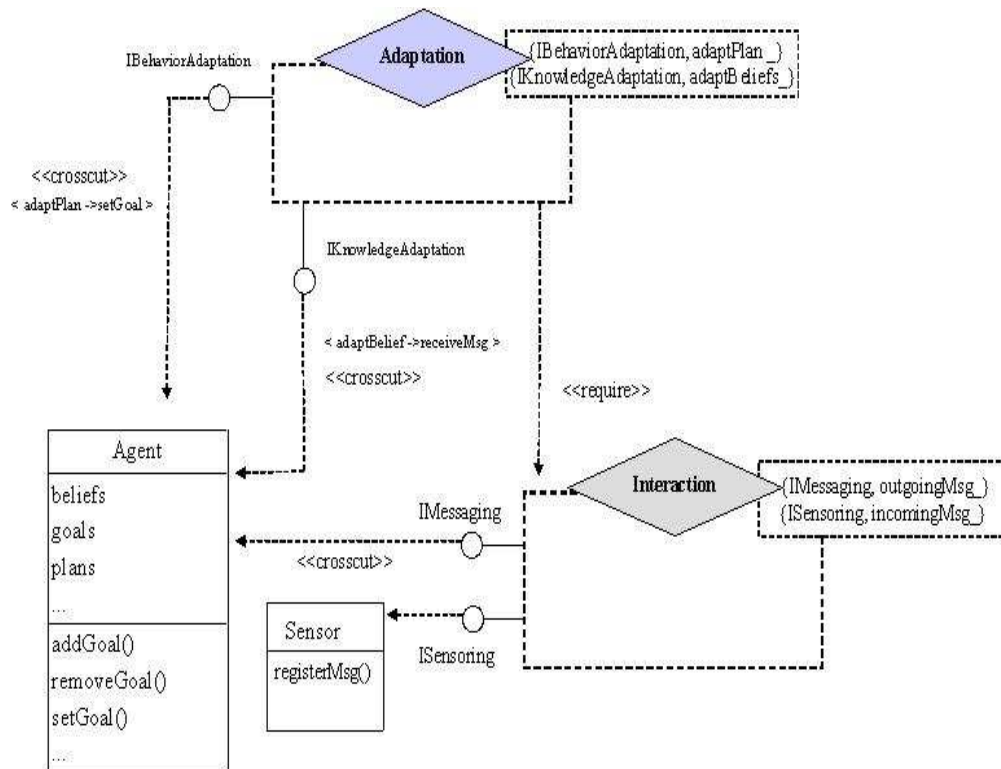 Adaptation
{IBehaviorAdaptation, adaptPlan_}
{IKnowledgeAdaptation, adaptBeliefs_}
IBehaviorAdaptation
<<crosscut>>
< adaptPlan ->setGoal >
IKnowledgeAdaptation
< adaptBelief ->receiveMsg >
<<crosscut>>
<<require>>
Agent
beliefs
goals
plans
...
addGoal()
removeGoal()
setGoal()
...
Interaction
{IMessaging, outgoingMsg_}
{ISensoring, incomingMsg_}
IMessaging
<<crosscut>>
Sensor
registerMsg()
ISensoring